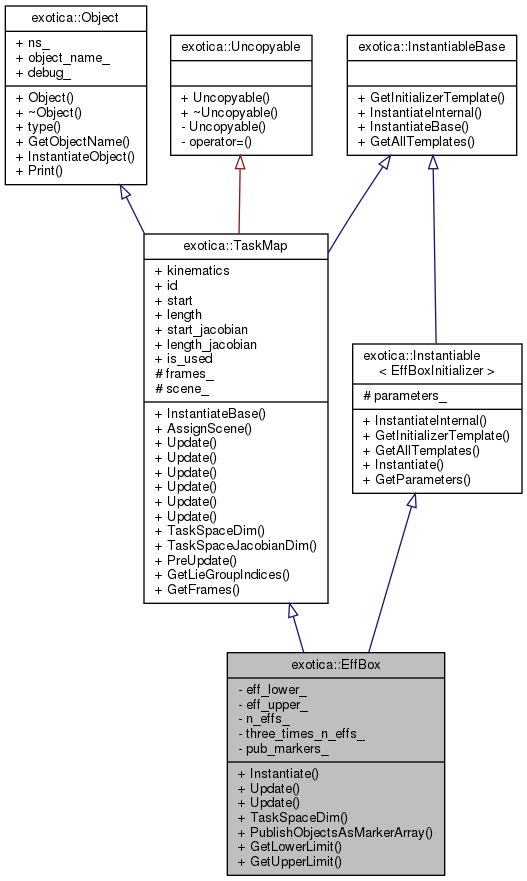 exotica::Object
+ ns_
+ object_name_
+ debug_
+ Object()
+ ~Object()
+ type()
+ GetObjectName()
+ InstantiateObject()
+ Print()
exotica::Uncopyable
+ Uncopyable()
+ ~Uncopyable()
- Uncopyable()
- operator=()
exotica::InstantiableBase
+ GetInitializerTemplate()
+ InstantiateInternal()
+ InstantiateBase()
+ GetAllTemplates()
exotica::TaskMap
+ kinematics
+ id
+ start
+ length
+ start_jacobian
+ length_jacobian
+ is_used
# frames_
# scene_
+ InstantiateBase()
+ AssignScene()
+ Update()
+ Update()
+ Update()
+ Update()
+ Update()
+ Update()
+ TaskSpaceDim()
+ TaskSpaceJacobianDim()
+ PreUpdate()
+ GetLieGroupIndices()
+ GetFrames()
exotica::Instantiable
< EffBoxInitializer >
# parameters_
+ InstantiateInternal()
+ GetInitializerTemplate()
+ GetAllTemplates()
+ Instantiate()
+ GetParameters()
exotica::EffBox
- eff_lower_
- eff_upper_
- n_effs_
- three_times_n_effs_
- pub_markers_
+ Instantiate()
+ Update()
+ Update()
+ TaskSpaceDim()
+ PublishObjectsAsMarkerArray()
+ GetLowerLimit()
+ GetUpperLimit()